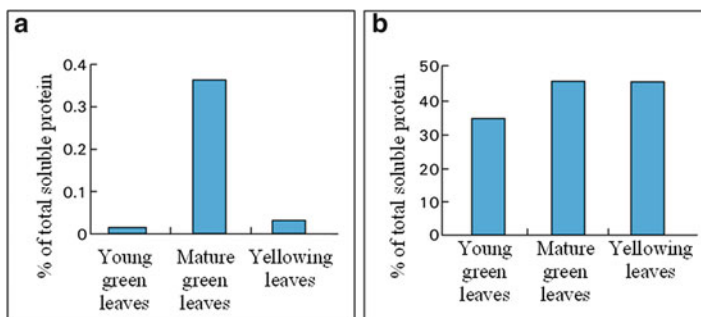 a
% of total soluble protein
0.4
0.3
0.2
0.1
0
Young
green
leaves
Mature
green
leaves
Yellowing
leaves
b
% of total soluble protein
50
40
30
20
10
0
Young
green
leaves
Mature
green
leaves
Yellowing
leaves